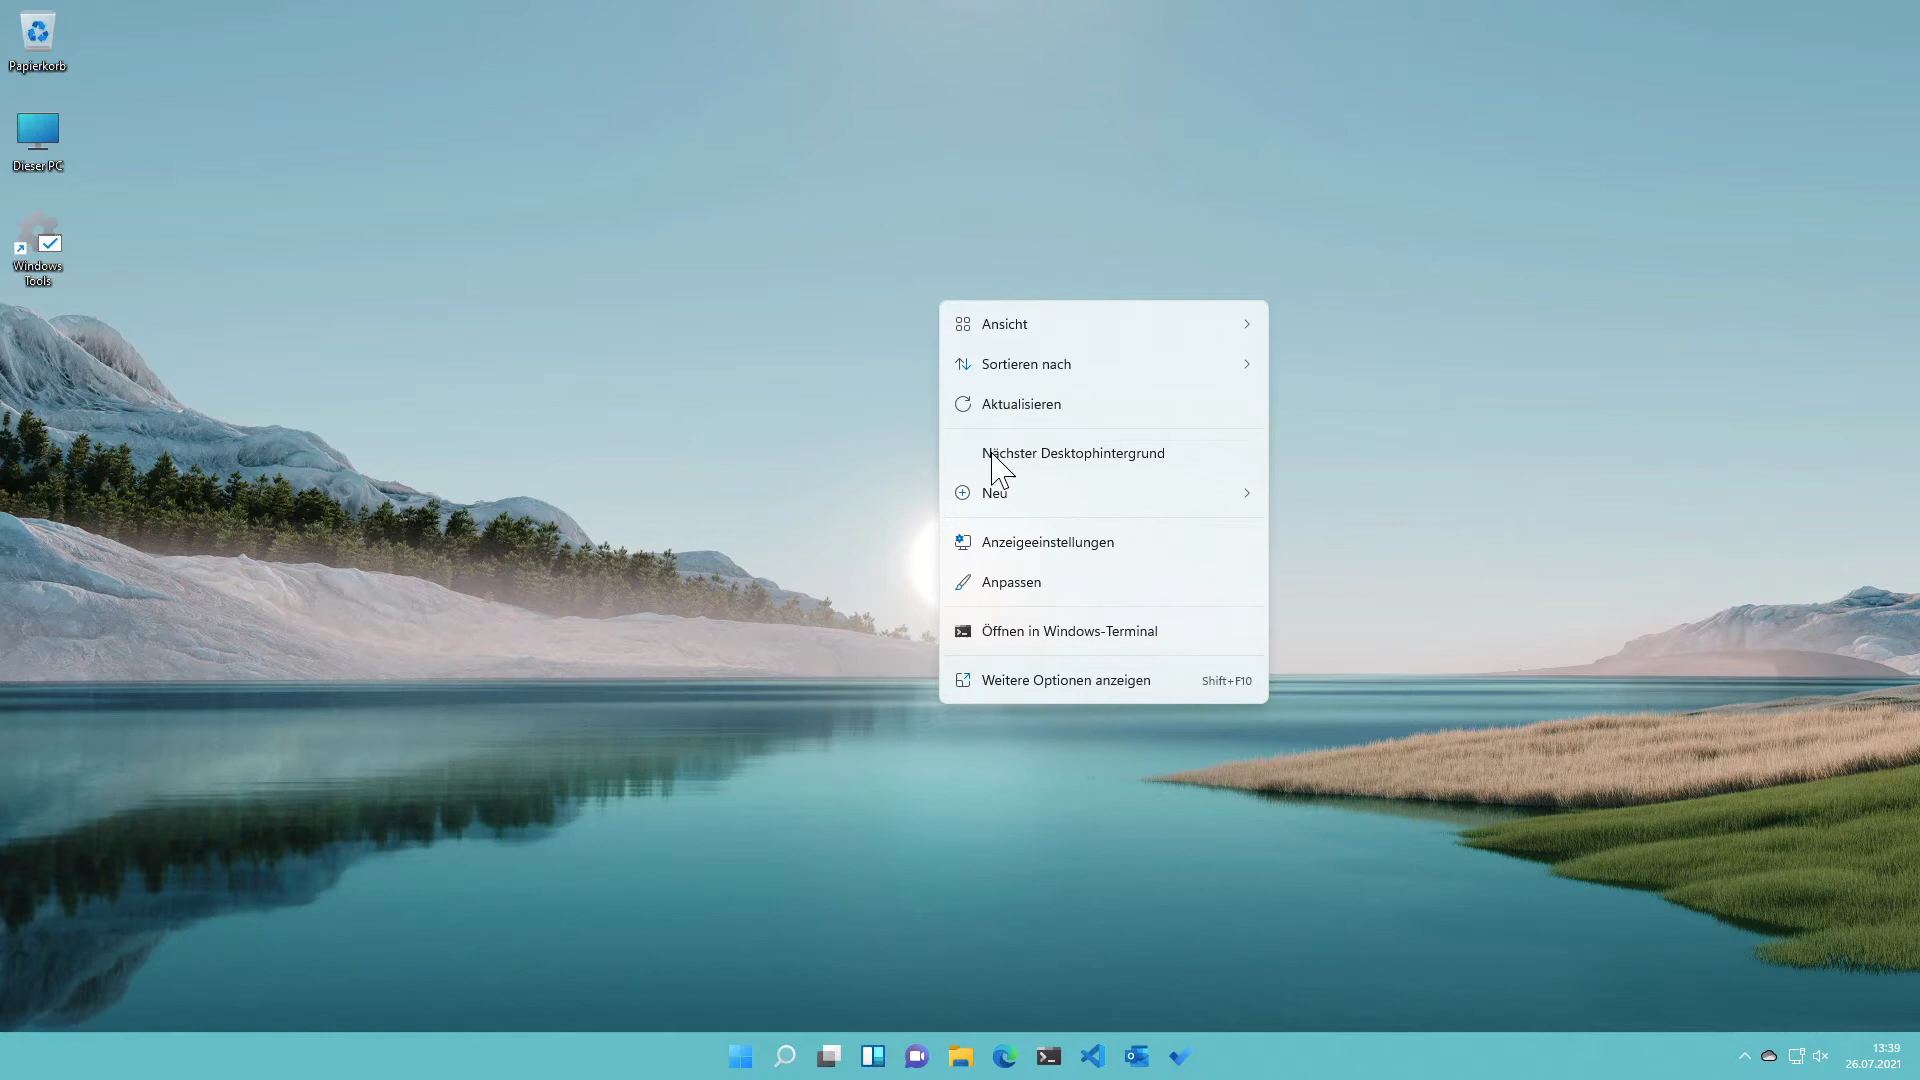 Papierkorb
Dieser PC
Windows
Tools
Ansicht
Sortieren nach
Aktualisieren
Nächster Desktophintergrund
Neu
Anzeigeeinstellungen
Anpassen
Öffnen in Windows-Terminal
Weitere Optionen anzeigen Shift+F10
13:39
26.07.2021